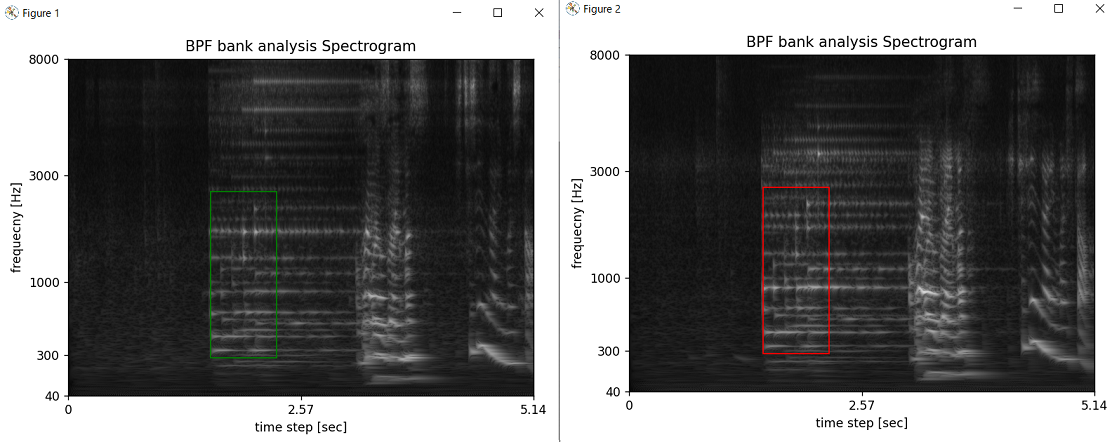 Figure 1
BPF bank analysis Spectrogram
8000
3000
1000
300
40
frequecny [Hz]
0
2.57
5.14
time step [sec]
Figure 2
BPF bank analysis Spectrogram
8000
3000
1000
300
40
frequecny [Hz]
0
2.57
5.14
time step [sec]